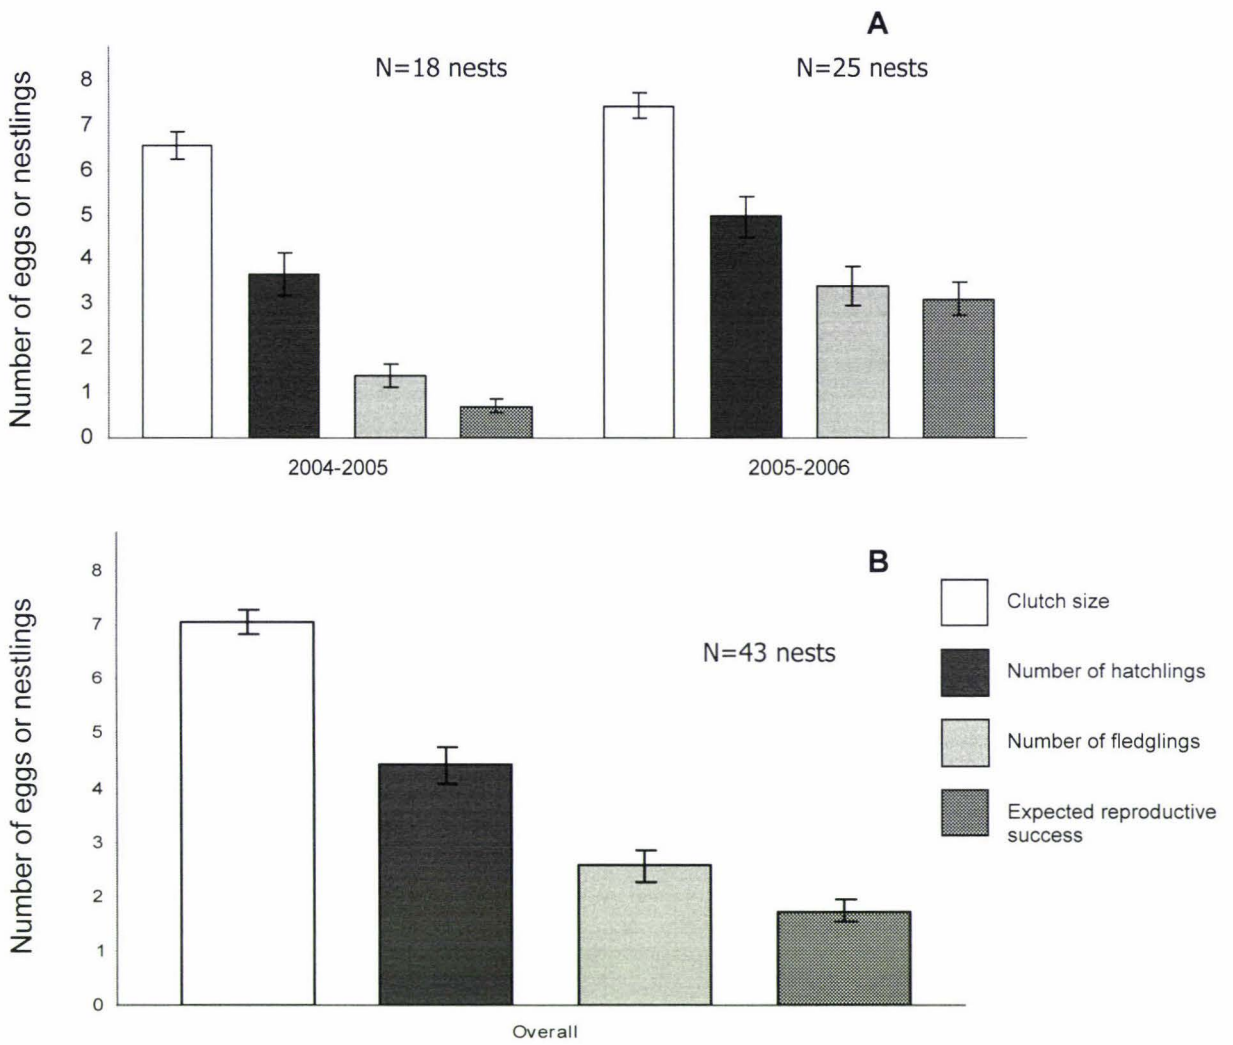 A
N=18 nests
N=25 nests
Number of eggs or nestlings
8
7
6
5
4
3
2
1
0
2004-2005
2005-2006
B
N=43 nests
Number of eggs or nestlings
8
7
6
5
4
3
2
1
0
Overall
Clutch size
Number of hatchlings
Number of fledglings
Expected reproductive
success